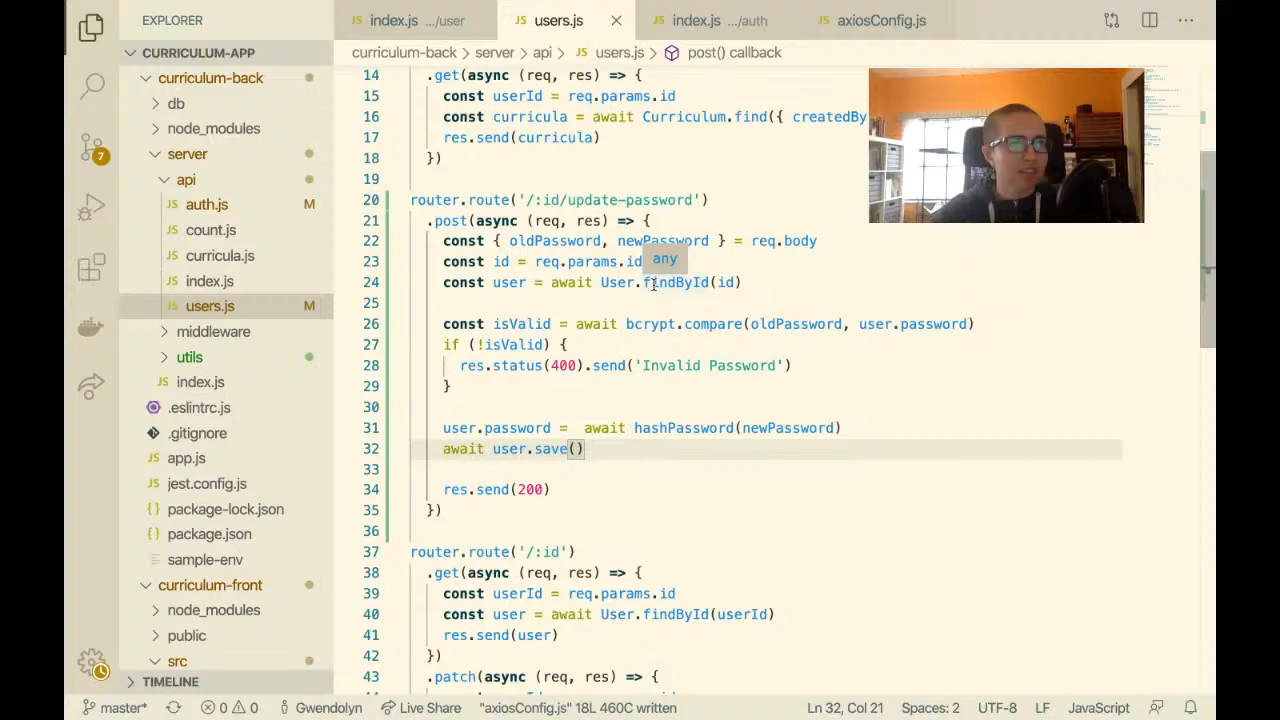 EXPLORER
JS index.js .../user
JS users.js
JS index.js .../auth
JS axiosConfig.js
curriculum-back > server > api > JS users.js > post() callback
CURRICULUM-APP
curriculum-back
db
node_modules
server
api
JS auth.js M
JS count.js
JS curricula.js
JS index.js
JS users.js M
middleware
utils
JS index.js
.eslintrc.js
.gitignore
JS app.js
JS jest.config.js
{} package-lock.json
{} package.json
sample-env
curriculum-front
node_modules
public
src
TIMELINE
7
14 .get(async (req, res) => {
15 const userId = req.params.id
16 const curricula = await Curriculum.find({ createdBy
17 res.send(curricula)
18 })
19
20 router.route('/:id/update-password')
21 .post(async (req, res) => {
22 const { oldPassword, newPassword } = req.body
23 const id = req.params.id
any
24 const user = await User.findById(id)
25
26 const isValid = await bcrypt.compare(oldPassword, user.password)
27 if (!isValid) {
28 res.status(400).send('Invalid Password')
29 }
30
31 user.password =  await hashPassword(newPassword)
32 await user.save()
33
34 res.send(200)
35 })
36
37 router.route('/:id')
38 .get(async (req, res) => {
39 const userId = req.params.id
40 const user = await User.findById(userId)
41 res.send(user)
42 })
43 .patch(async (req, res) => {
master* 0 0 Gwendolyn Live Share "axiosConfig.js" 18L 460C written Ln 32, Col 21 Spaces: 2 UTF-8 LF JavaScript